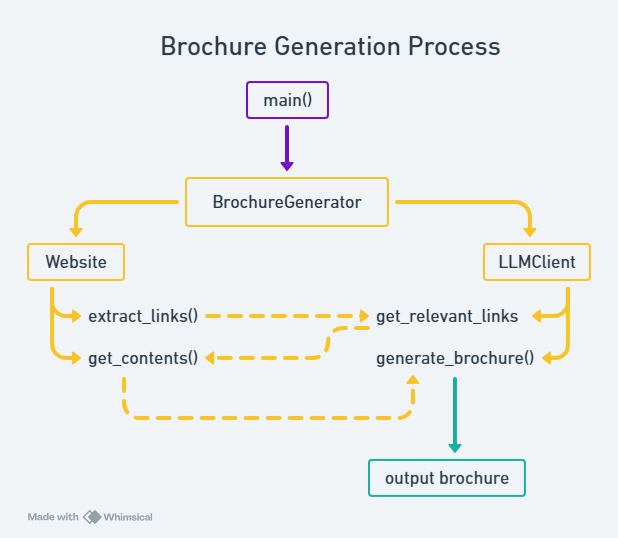 Brochure Generation Process
main()
BrochureGenerator
Website
LLMClient
extract_links()
get_relevant_links
get_contents()
generate_brochure()
output brochure
Made with Whimsical